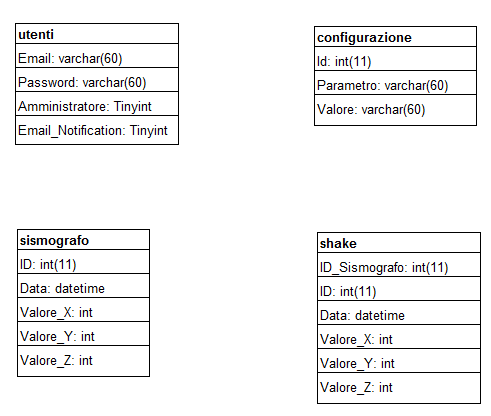 utenti
Email: varchar(60)
Password: varchar(60)
Amministratore: Tinyint
Email_Notification: Tinyint
configurazione
Id: int(11)
Parametro: varchar(60)
Valore: varchar(60)
sismografo
ID: int(11)
Data: datetime
Valore_X: int
Valore_Y: int
Valore_Z: int
shake
ID_Sismografo: int(11)
ID: int(11)
Data: datetime
Valore_X: int
Valore_Y: int
Valore_Z: int